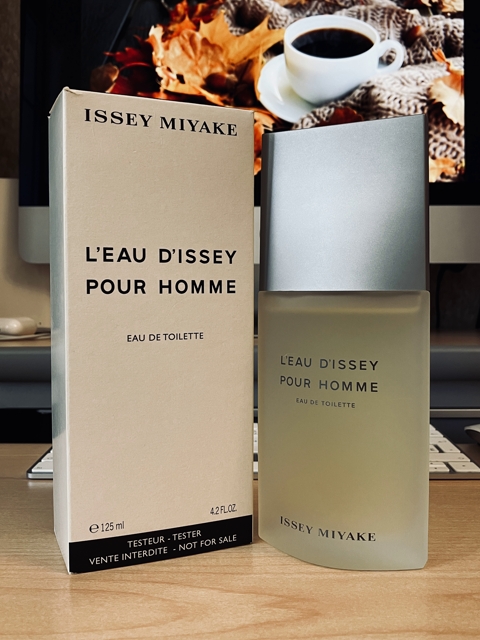 ISSEY MIYAKE
L'EAU D'ISSEY
POUR HOMME
EAU DE TOILETTE
℮ 125 ml 4.2 FL.OZ.
TESTEUR - TESTER
VENTE INTERDITE - NOT FOR SALE
L'EAU D'ISSEY
POUR HOMME
EAU DE TOILETTE
ISSEY MIYAKE